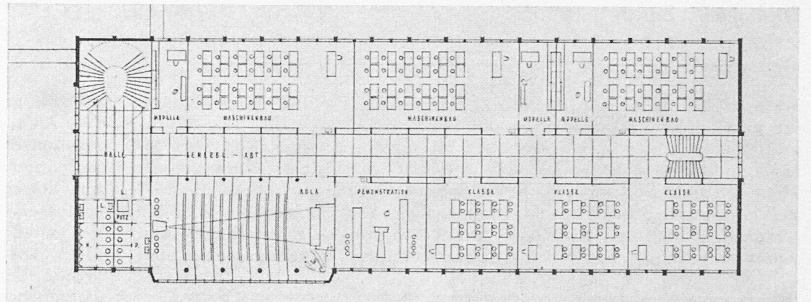 MODELLE
MASCHINENBAU
MASCHINENBAU
MODELLE
MODELLE
MASCHINENBAU
HALLE
GEWERBL - ABT
AULA
DEMONSTRATION
KLASSE
KLASSE
KLASSE
L.
L.
PUTZ